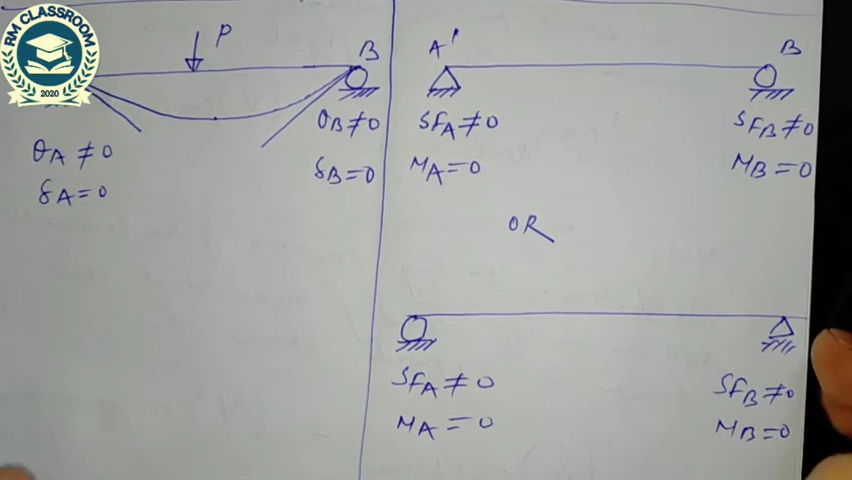 RM CLASSROOM
2020
P
B
θA ≠ 0
δA = 0
θB ≠ 0
δB = 0
A'
B
SFA ≠ 0
MA = 0
SFB ≠ 0
MB = 0
OR
SFA ≠ 0
MA = 0
SFB ≠ 0
MB = 0